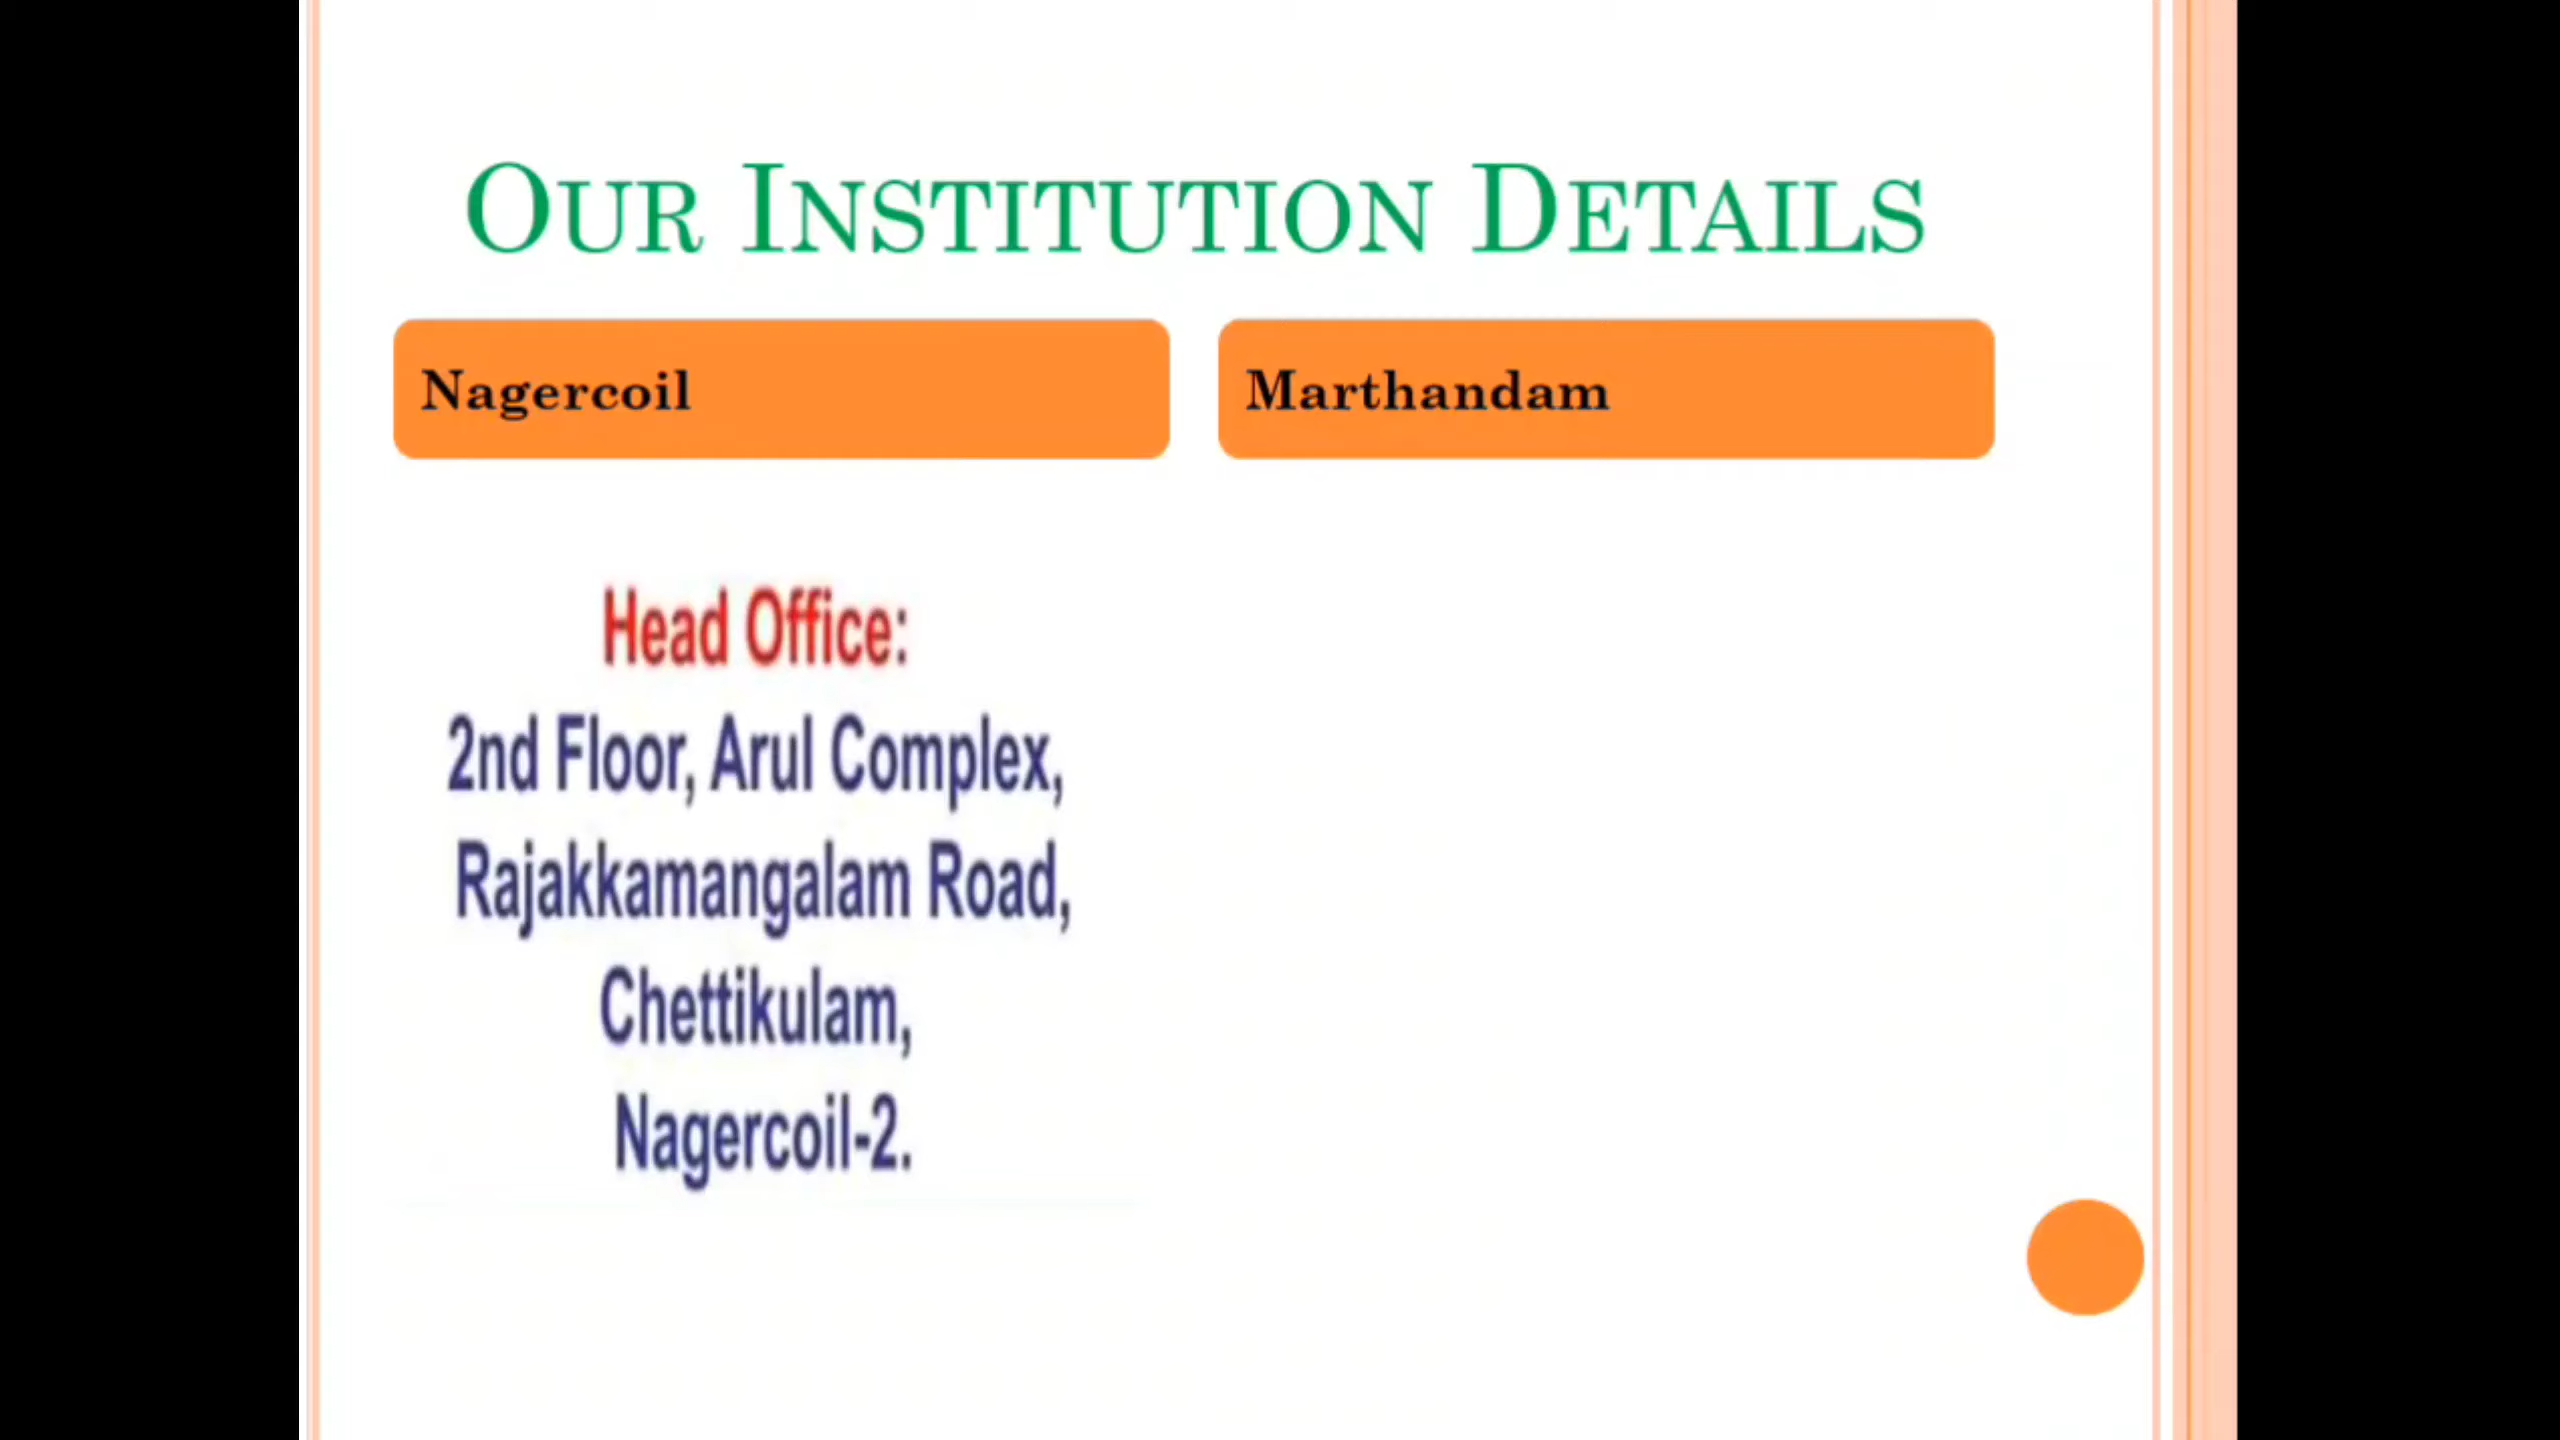 OUR INSTITUTION DETAILS
Nagercoil
Marthandam
Head Office:
2nd Floor, Arul Complex,
Rajakkamangalam Road,
Chettikulam,
Nagercoil-2.